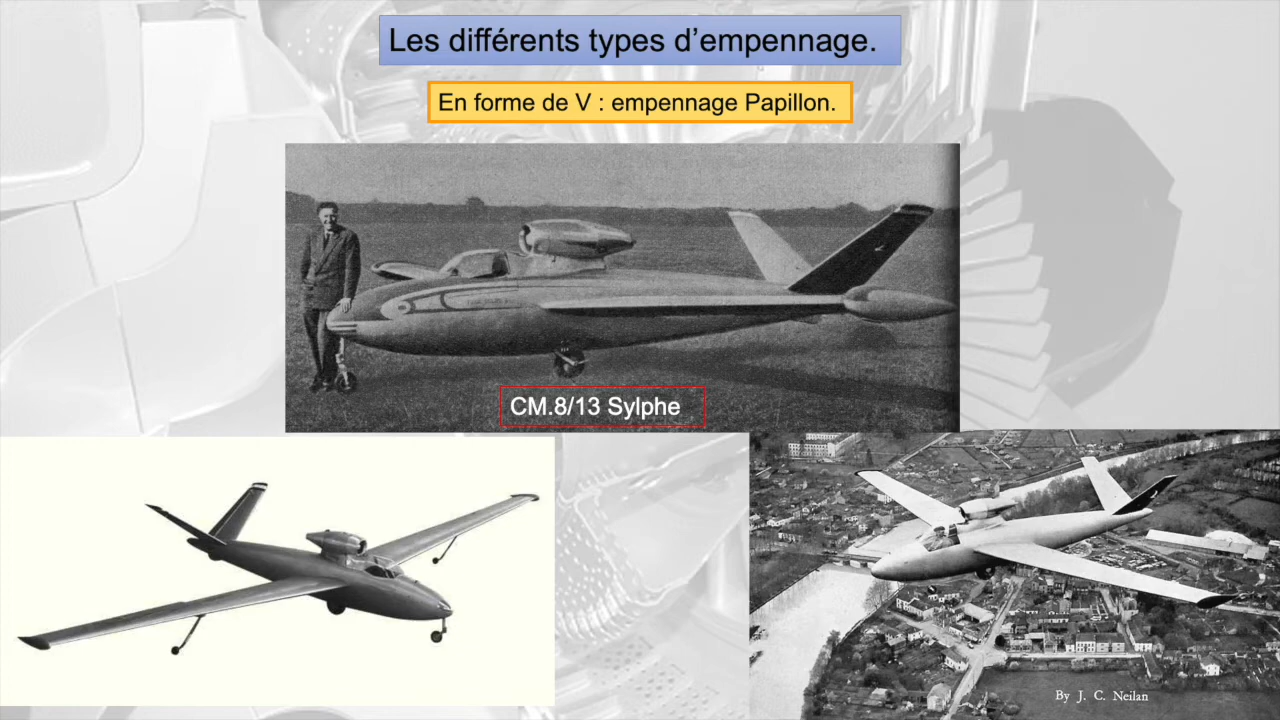 Les différents types d’empennage.
En forme de V : empennage Papillon.
CM.8/13 Sylphe
By J. C. Neilan